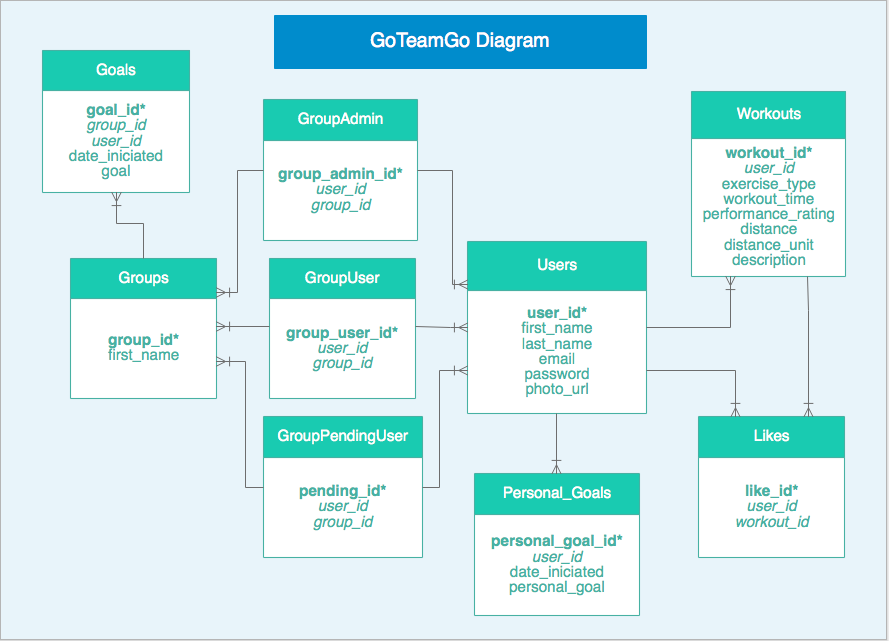 GoTeamGo Diagram
Goals
goal_id*
group_id
user_id
date_iniciated
goal
GroupAdmin
group_admin_id*
user_id
group_id
Workouts
workout_id*
user_id
exercise_type
workout_time
performance_rating
distance
distance_unit
description
Groups
group_id*
first_name
GroupUser
group_user_id*
user_id
group_id
Users
user_id*
first_name
last_name
email
password
photo_url
GroupPendingUser
pending_id*
user_id
group_id
Personal_Goals
personal_goal_id*
user_id
date_iniciated
personal_goal
Likes
like_id*
user_id
workout_id